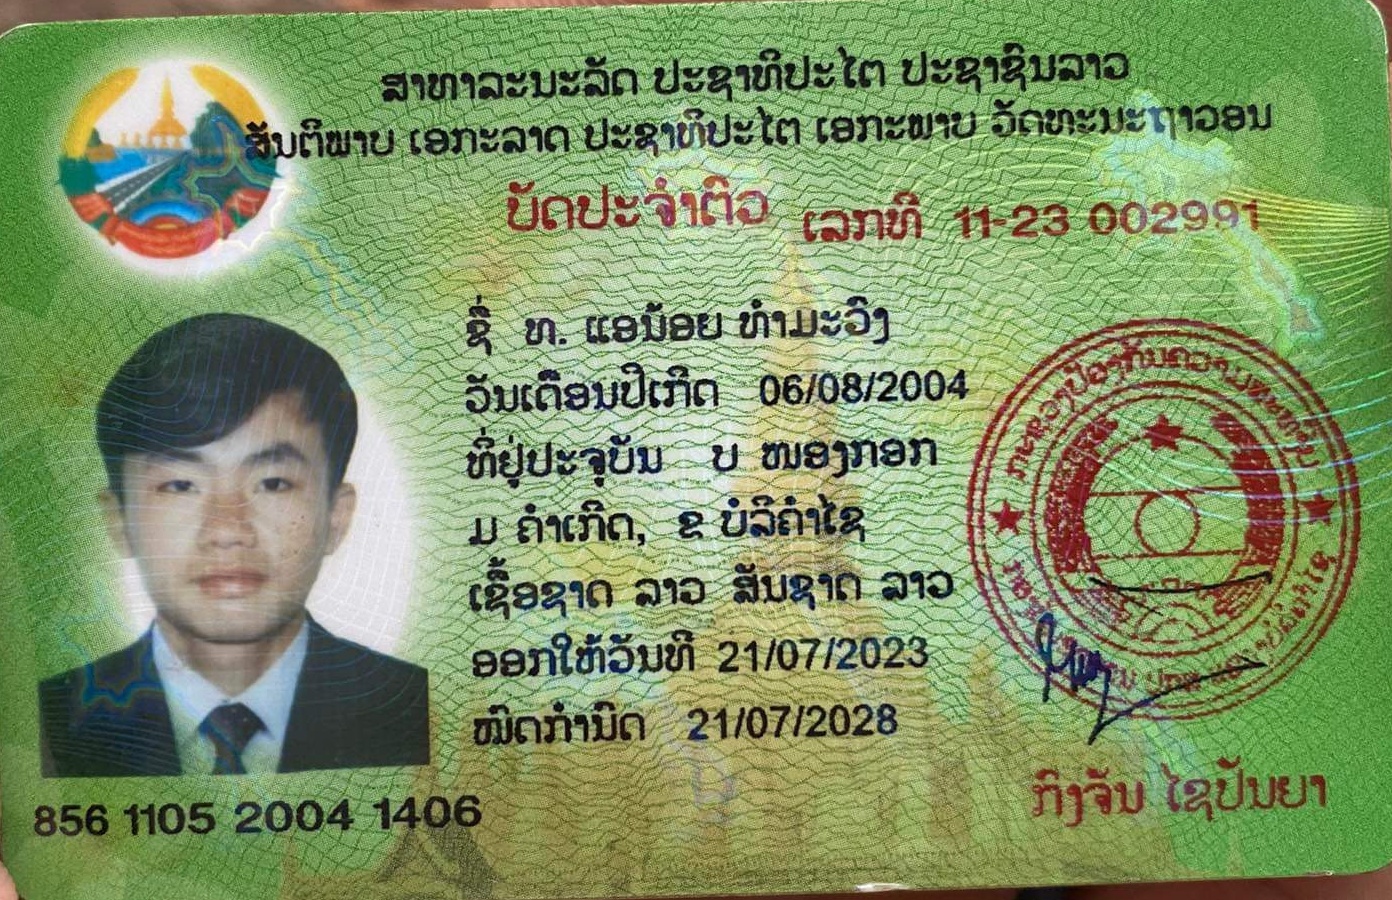 ສາທາລະນະລັດ ປະຊາທິປະໄຕ ປະຊາຊົນລາວ
ສັນຕິພາບ ເອກະລາດ ປະຊາທິປະໄຕ ເອກະພາບ ວັດທະນະຖາວອນ
ບັດປະຈຳຕົວ ເລກທີ 11-23 002991
ຊື່ ທ. ແອນ້ອຍ ທຳມະວົງ
ວັນເດືອນປີເກີດ 06/08/2004
ທີ່ຢູ່ປະຈຸບັນ ບ ໜອງກອກ
ມ ຄຳເກີດ, ຂ ບໍລິຄຳໄຊ
ເຊື້ອຊາດ ລາວ ສັນຊາດ ລາວ
ອອກໃຫ້ວັນທີ 21/07/2023
ໝົດກຳນົດ 21/07/2028
856 1105 2004 1406
ກົງຈັນ ໄຊປັນຍາ